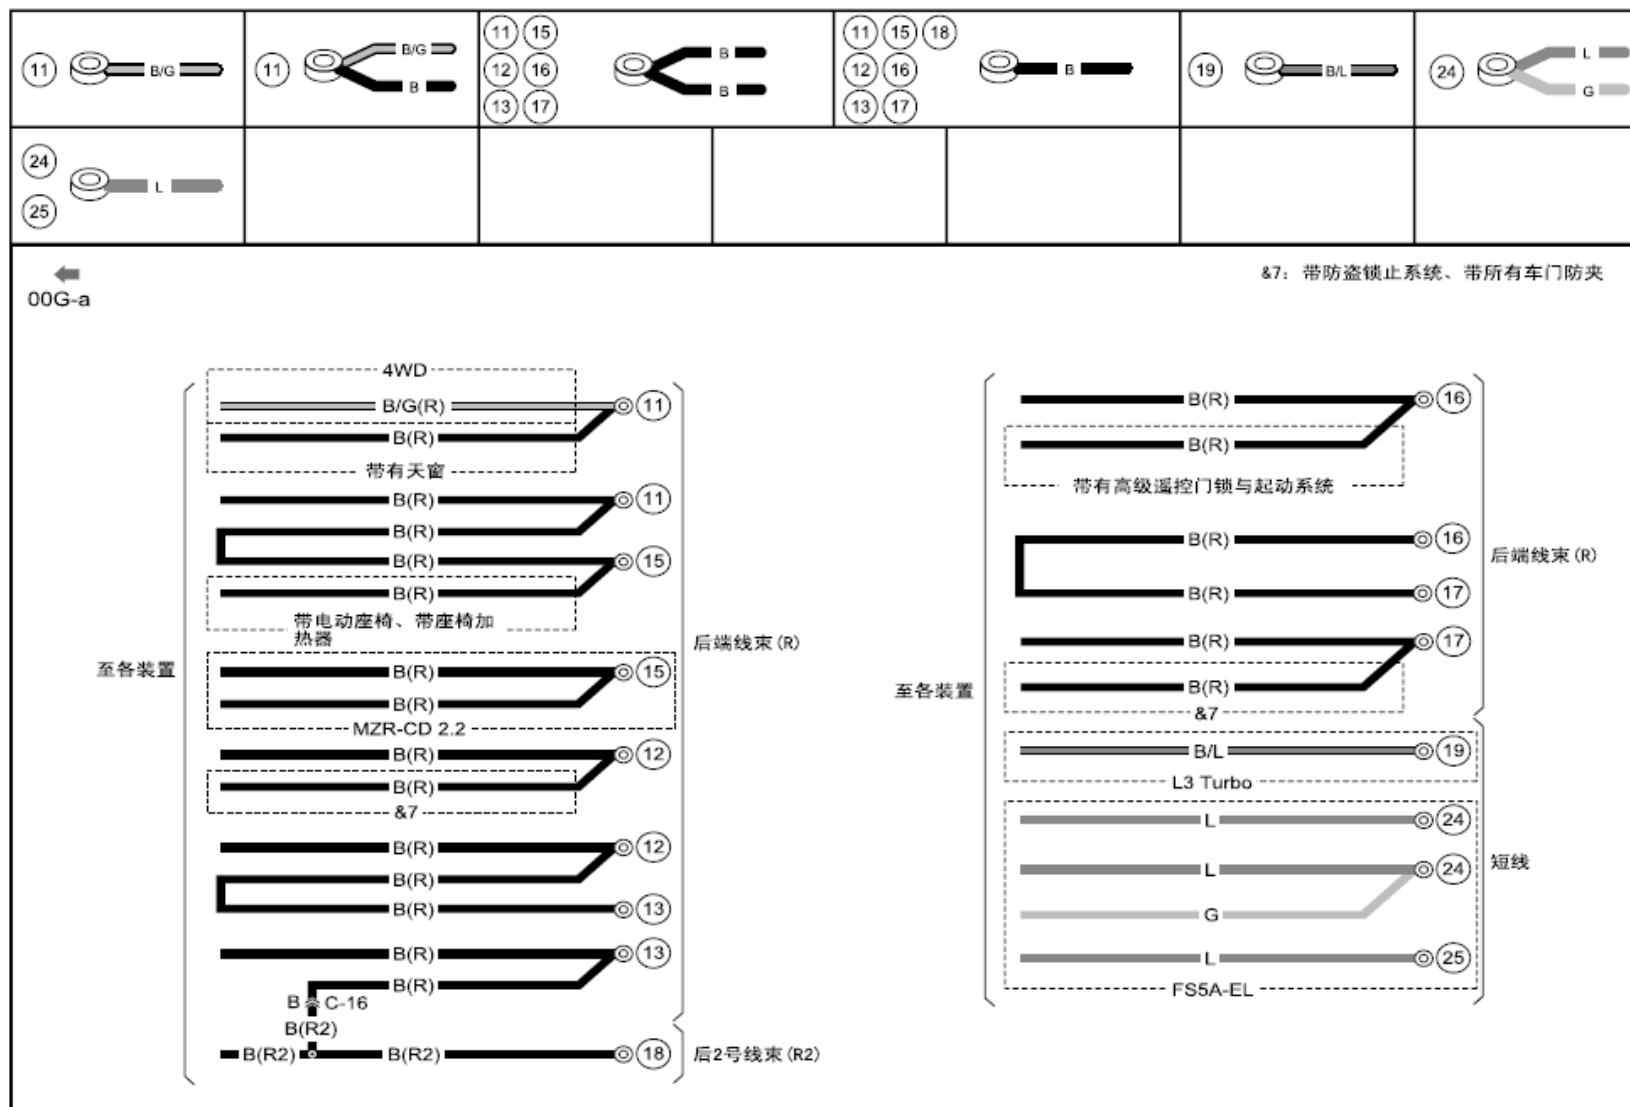 11 B/G
11 B/G B
11 15 12 16 13 17 B B
11 15 18 12 16 13 17 B
19 B/L
24 L G
24 25 L
00G-a
&7: 带防盗锁止系统、带所有车门防夹
至各装置
4WD
B/G(R) 11
B(R)
带有天窗
B(R) 11
B(R)
B(R) 15
B(R)
带电动座椅、带座椅加
热器
B(R) 15
B(R)
MZR-CD 2.2
B(R) 12
B(R)
&7
B(R) 12
B(R)
B(R) 13
B(R) 13
B(R)
B C-16
B(R2)
B(R2) B(R2) 18
后端线束(R)
后2号线束(R2)
至各装置
B(R) 16
B(R)
带有高级遥控门锁与起动系统
B(R) 16
B(R) 17
B(R) 17
B(R)
&7
B/L 19
L3 Turbo
L 24
L 24
G
L 25
FS5A-EL
后端线束(R)
短线